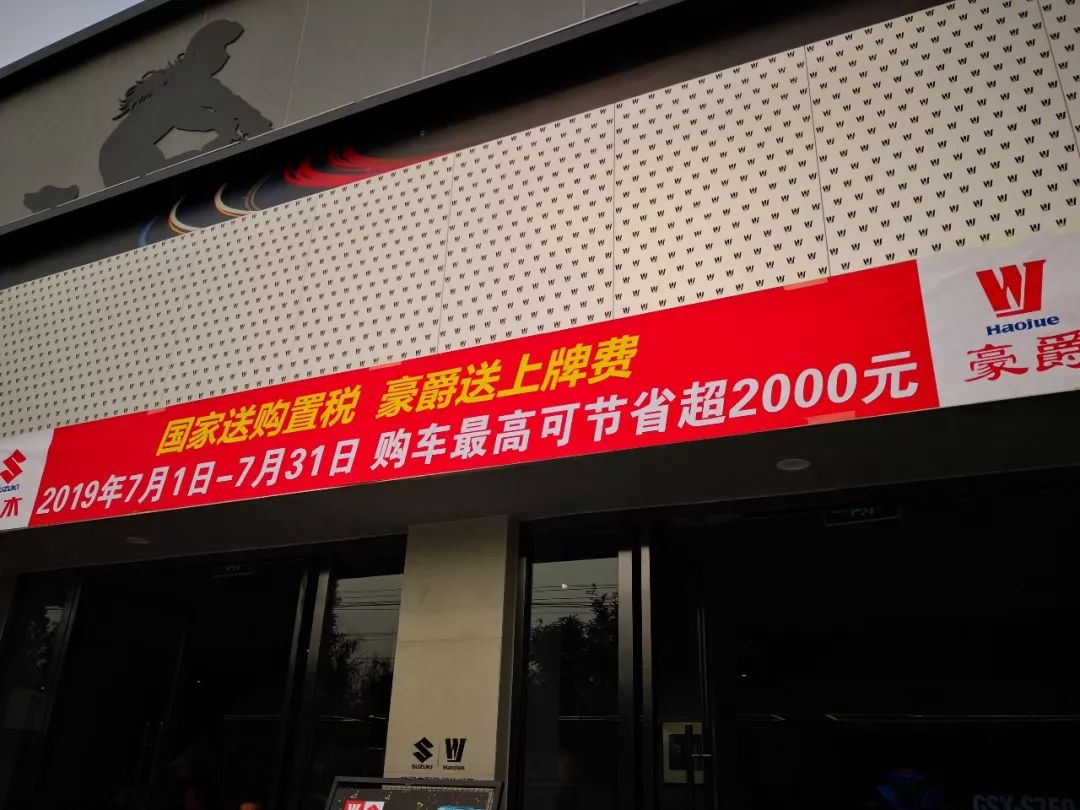 国家送购置税 豪爵送上牌费
2019年7月1日-7月31日 购车最高可节省超2000元
Haojue
豪爵
SUZUKI
木
SUZUKI
HAOJUE